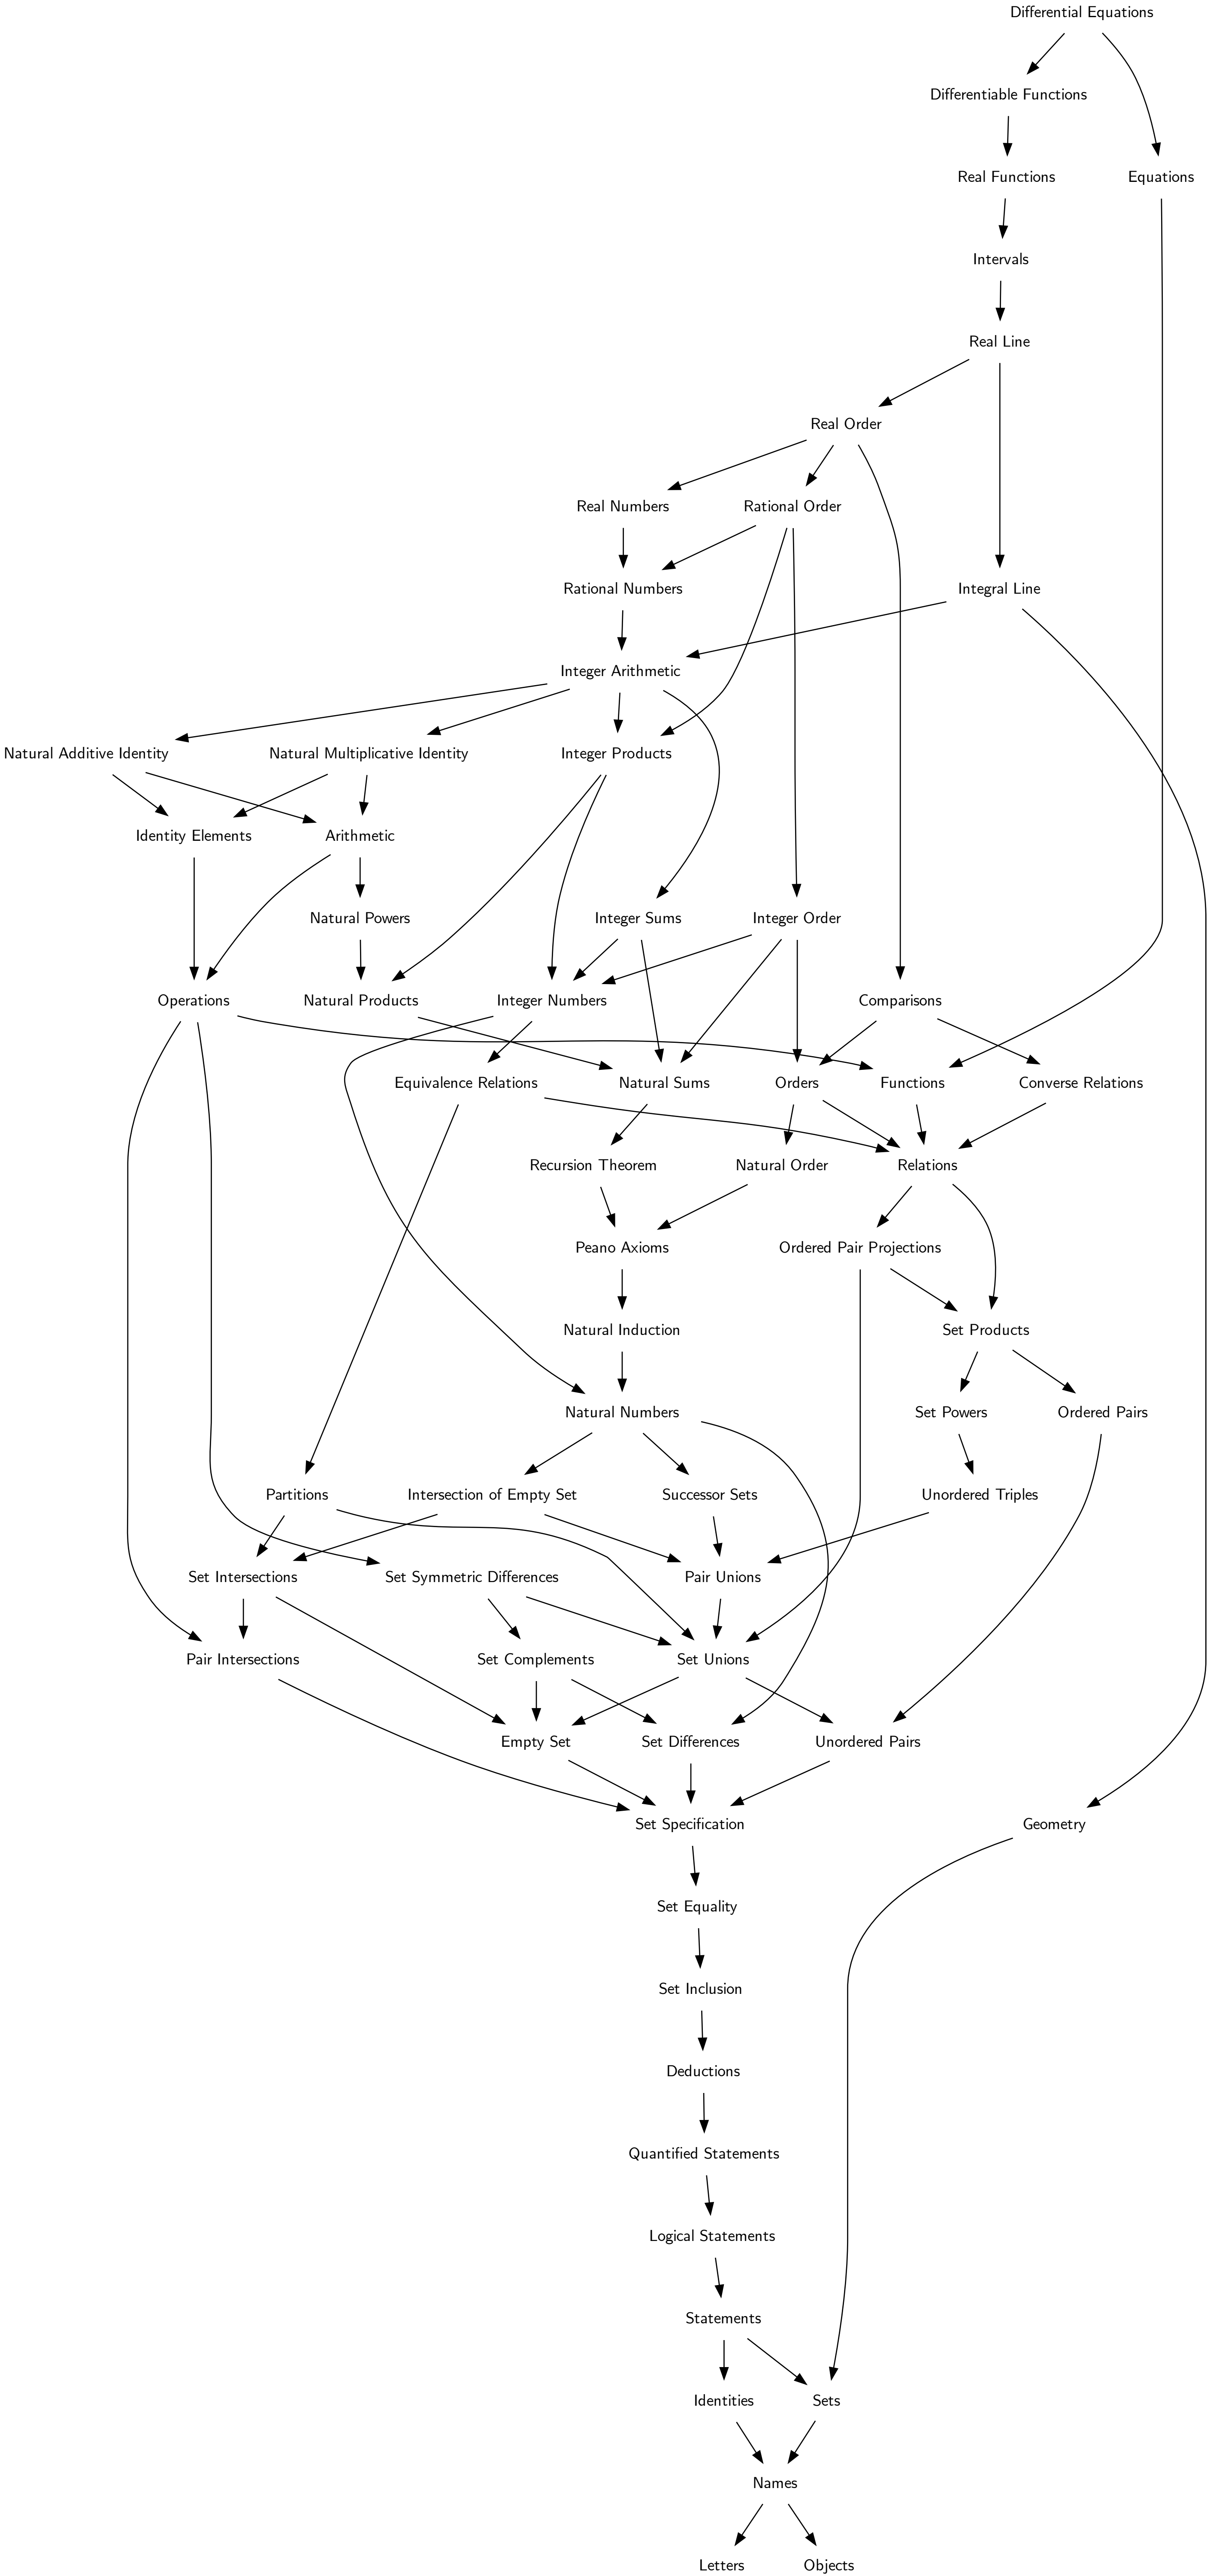 Differential Equations
Differentiable Functions
Real Functions
Equations
Intervals
Real Line
Real Order
Real Numbers
Rational Order
Rational Numbers
Integral Line
Integer Arithmetic
Natural Additive Identity
Natural Multiplicative Identity
Integer Products
Identity Elements
Arithmetic
Natural Powers
Integer Sums
Integer Order
Operations
Natural Products
Integer Numbers
Comparisons
Equivalence Relations
Natural Sums
Orders
Functions
Converse Relations
Recursion Theorem
Natural Order
Relations
Peano Axioms
Ordered Pair Projections
Natural Induction
Set Products
Natural Numbers
Set Powers
Ordered Pairs
Partitions
Intersection of Empty Set
Successor Sets
Unordered Triples
Set Intersections
Set Symmetric Differences
Pair Unions
Pair Intersections
Set Complements
Set Unions
Empty Set
Set Differences
Unordered Pairs
Set Specification
Geometry
Set Equality
Set Inclusion
Deductions
Quantified Statements
Logical Statements
Statements
Identities
Sets
Names
Letters
Objects